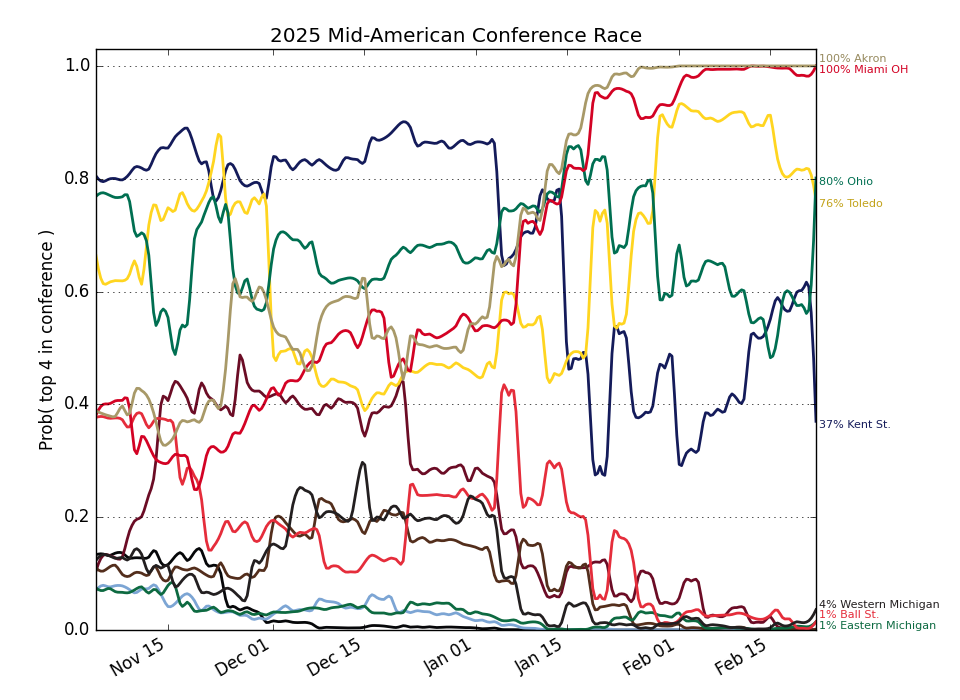 2025 Mid-American Conference Race
Prob( top 4 in conference )
1.0
0.8
0.6
0.4
0.2
0.0
Nov 15
Dec 01
Dec 15
Jan 01
Jan 15
Feb 01
Feb 15
100% Akron
100% Miami OH
80% Ohio
76% Toledo
37% Kent St.
4% Western Michigan
1% Ball St.
1% Eastern Michigan